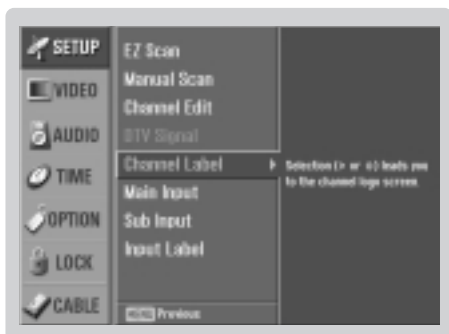 SETUP
VIDEO
AUDIO
TIME
OPTION
LOCK
CABLE
EZ Scan
Manual Scan
Channel Edit
DTV Signal
Channel Label
Main Input
Sub Input
Input Label
Selection (> or ⊙) leads you
to the channel logo screen.
MENU Previous